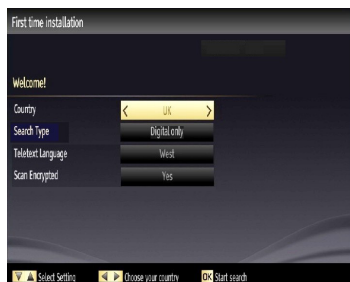 First time installation
Welcome!
Country < UK >
Search Type Digital only
Teletext Language West
Scan Encrypted Yes
Select Setting Choose your country OK Start search